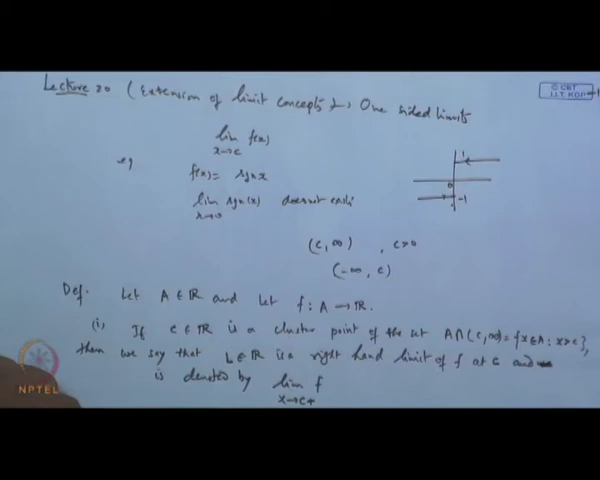 Lecture 20 (Extension of limit concepts &) One sided Limits
© CET
I.I.T. KGP
lim f(x)
x→c
eg
f(x) = sgn x
lim sgn(x) does not exist
x→0
1
0
-1
(c, ∞) , c>0
(-∞, c)
Def. Let A ∈ ℝ and let f: A → ℝ.
(i) If c ∈ ℝ is a cluster point of the set A∩(c,∞) = {x∈A: x>c},
then we say that L∈ℝ is a right hand limit of f at c and
is denoted by lim f
x→c+
NPTEL